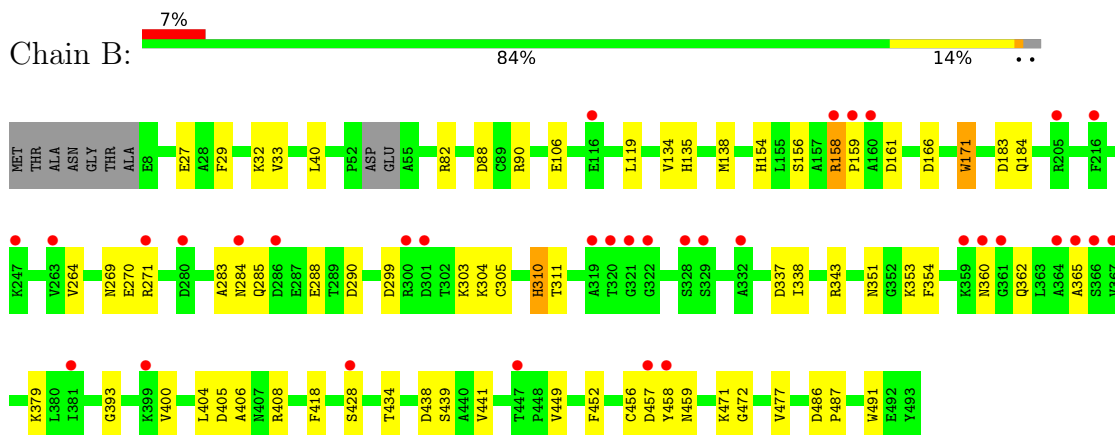 7%
Chain B:
84% 14% ••
MET THR ALA ASN GLY THR ALA E8 E27 A28 F29 K32 V33 L40 P52 ASP GLU A55 R82 D88 C89 R90 E106 E116 L119 V134 H135 M138 H154 L155 S156 A157 R158 P159 A160 D161 D166 W171 D183 Q184 R205 F216
K247 V263 V264 N269 E270 R271 D280 A283 N284 Q285 D286 E287 E288 T289 D290 D299 R300 D301 T302 K303 K304 C305 H310 T311 A319 T320 G321 G322 S328 S329 A332 D337 I338 R343 N351 G352 K353 F354 K359 N360 G361 Q362 L363 A364 A365 S366 V367
K379 L380 I381 G393 K399 V400 L404 D405 A406 N407 R408 F418 S428 T434 D438 S439 A440 V441 T447 P448 V449 F452 C456 D457 Y458 N459 K471 G472 V477 D486 P487 W491 E492 Y493